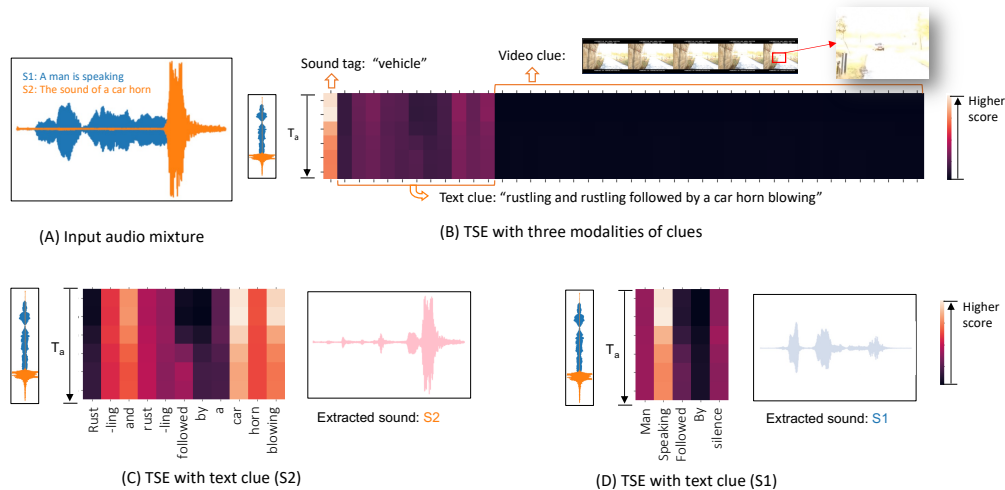 S1: A man is speaking
S2: The sound of a car horn
(A) Input audio mixture
Sound tag: “vehicle”
Video clue:
Ta
Higher
score
Text clue: “rustling and rustling followed by a car horn blowing”
(B) TSE with three modalities of clues
Ta
Rust
-ling
and
rust
-ling
followed
by
a
car
horn
blowing
Extracted sound: S2
(C) TSE with text clue (S2)
Ta
Man
Speaking
Followed
By
silence
Extracted sound: S1
Higher
score
(D) TSE with text clue (S1)